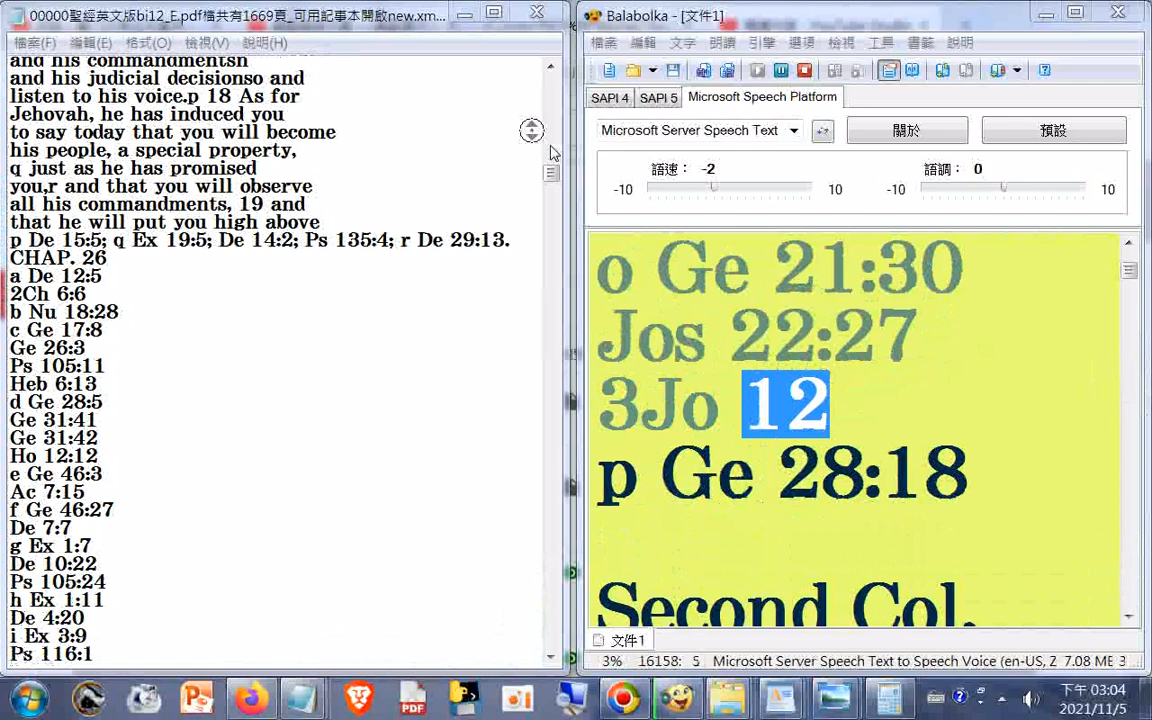 00000聖經英文版bi12_E.pdf檔共有1669頁_可用記事本開啟new.xm...
檔案(F) 編輯(E) 格式(O) 檢視(V) 說明(H)
and his commandmentsn
and his judicial decisionso and
listen to his voice.p 18 As for
Jehovah, he has induced you
to say today that you will become
his people, a special property,
q just as he has promised
you,r and that you will observe
all his commandments, 19 and
that he will put you high above
p De 15:5; q Ex 19:5; De 14:2; Ps 135:4; r De 29:13.
CHAP. 26
a De 12:5
2Ch 6:6
b Nu 18:28
c Ge 17:8
Ge 26:3
Ps 105:11
Heb 6:13
d Ge 28:5
Ge 31:41
Ge 31:42
Ho 12:12
e Ge 46:3
Ac 7:15
f Ge 46:27
De 7:7
g Ex 1:7
De 10:22
Ps 105:24
h Ex 1:11
De 4:20
i Ex 3:9
Ps 116:1
Balabolka - [文件1]
檔案 編輯 文字 朗讀 引擎 選項 檢視 工具 書籤 說明
SAPI 4 SAPI 5 Microsoft Speech Platform
Microsoft Server Speech Text 關於 預設
語速： -2 語調： 0
-10 10 -10 10
o Ge 21:30
Jos 22:27
3Jo 12
p Ge 28:18
Second Col.
文件1
3% 16158: 5 Microsoft Server Speech Text to Speech Voice (en-US, Z 7.08 MB 3
PDF
下午 03:04
2021/11/5